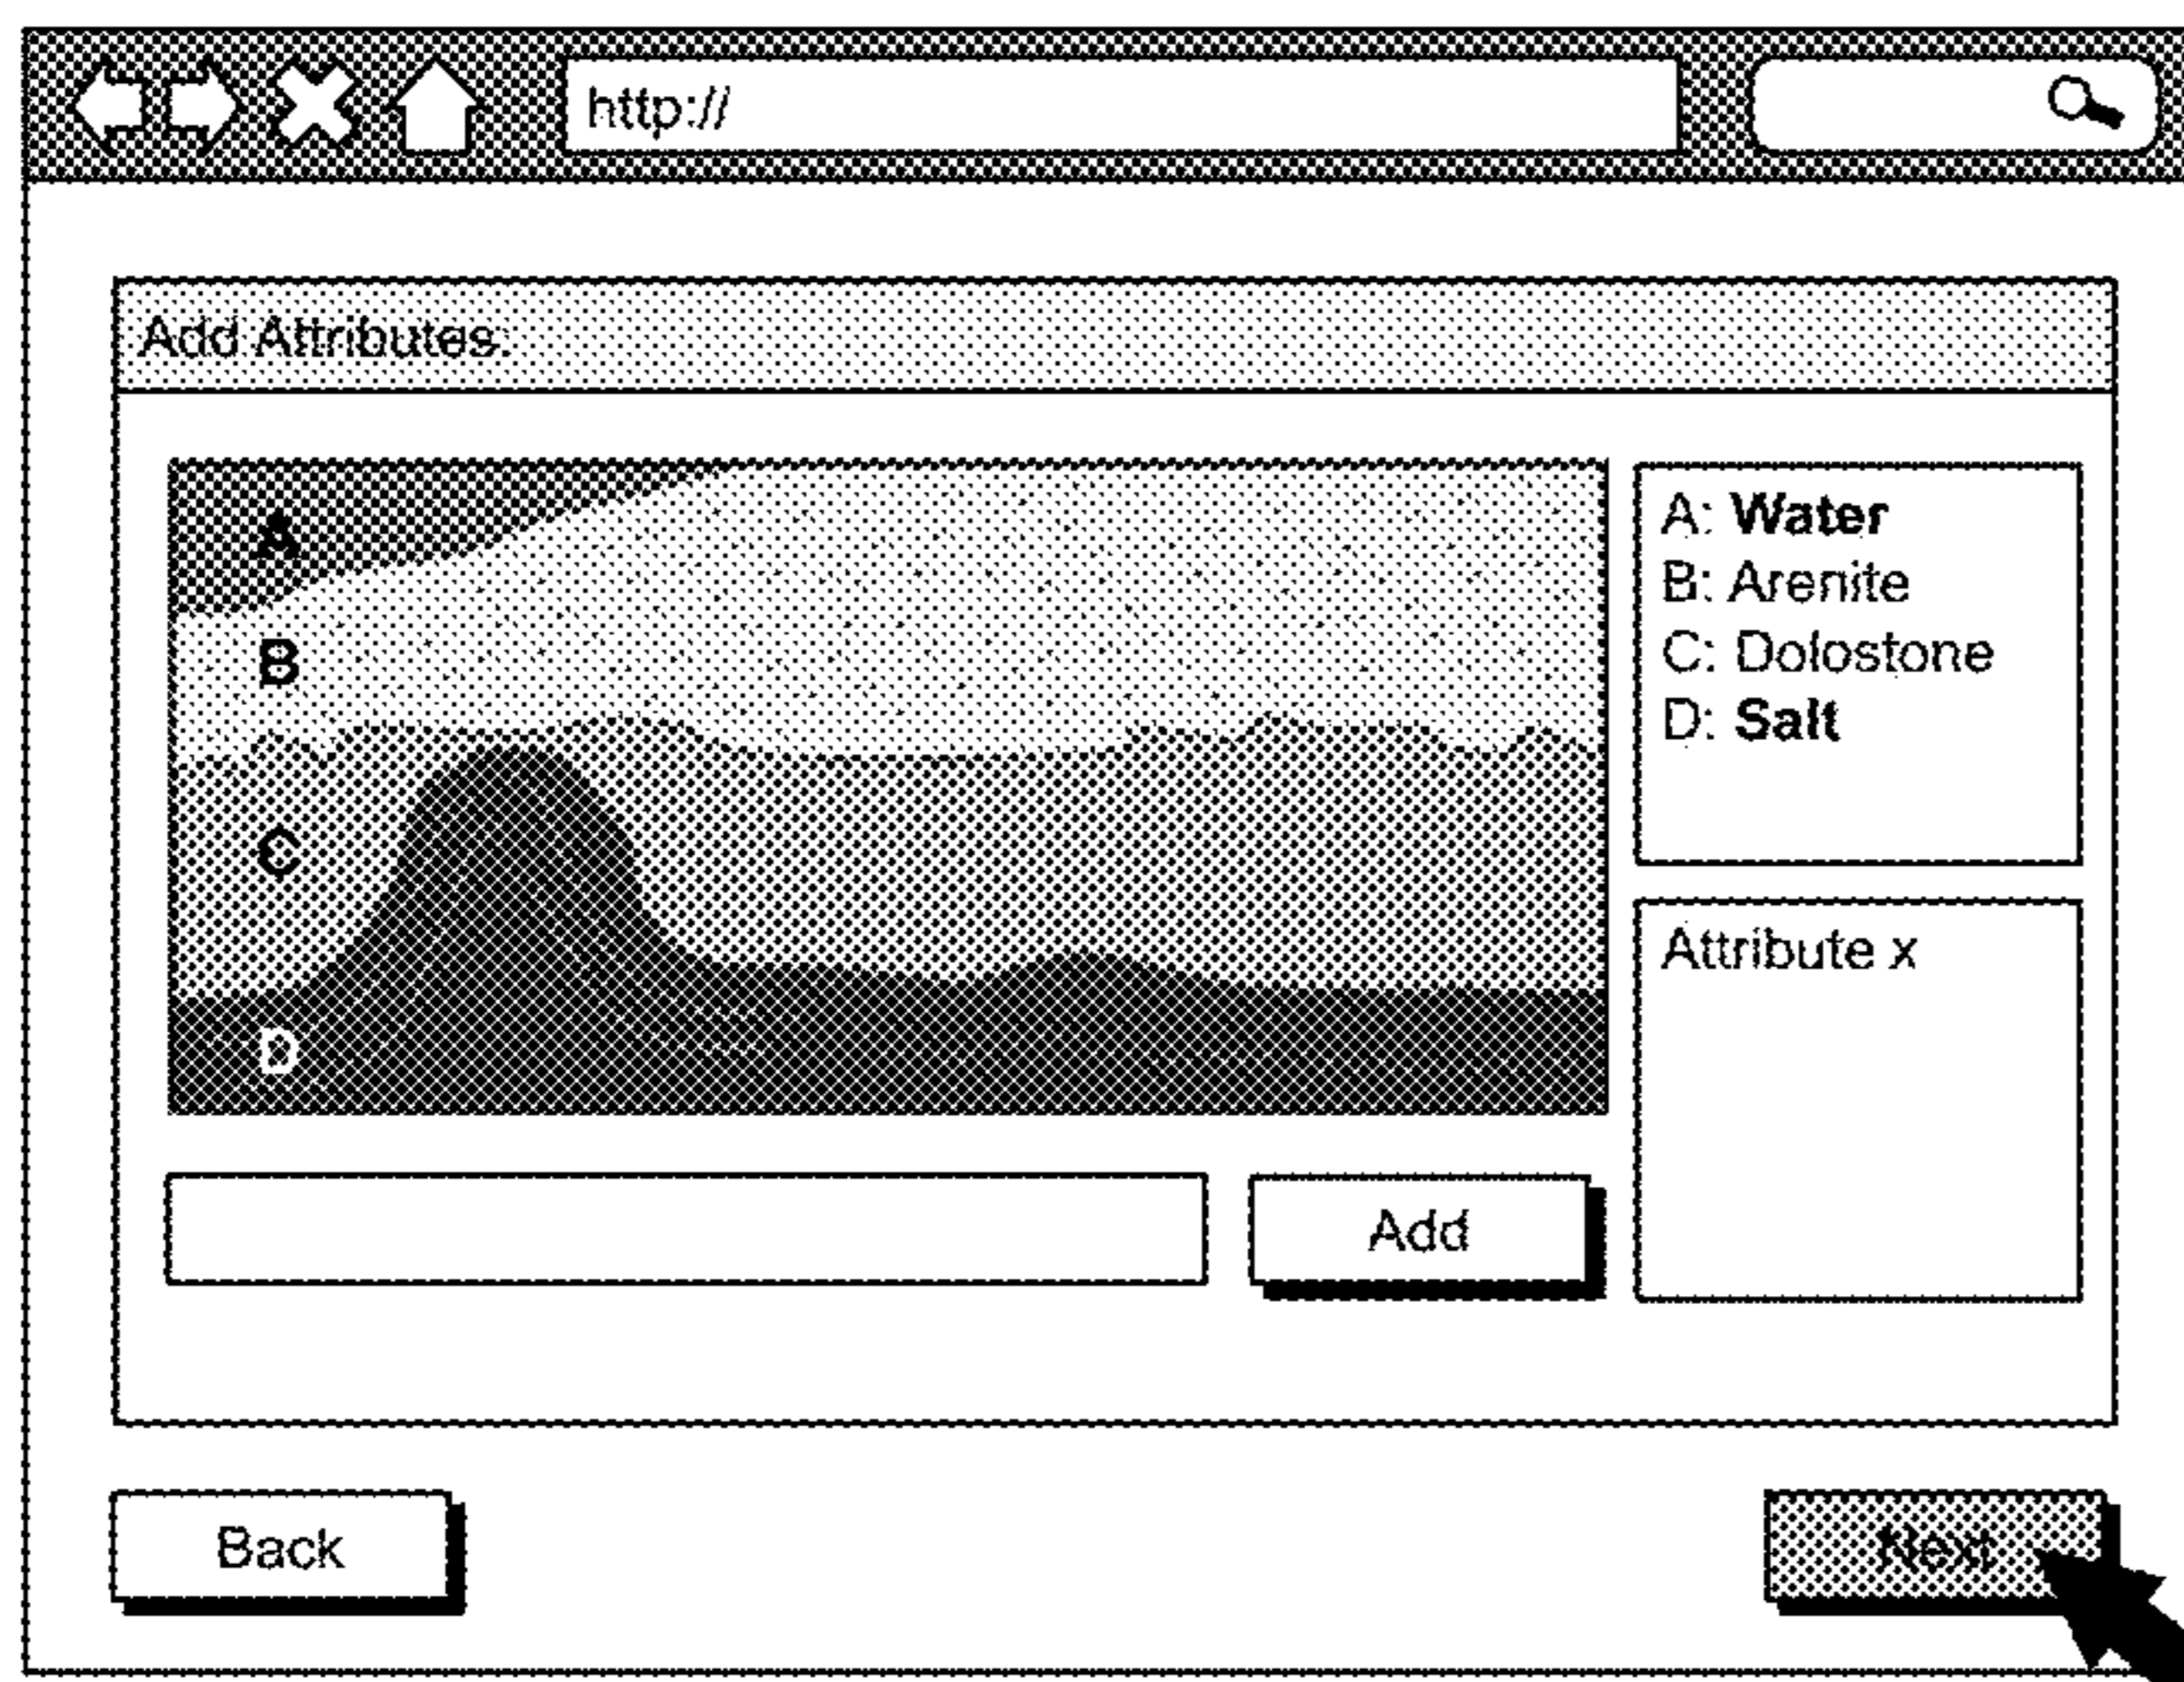 http://
Add Attributes.
A
B
C
D
A: Water
B: Arenite
C: Dolostone
D: Salt
Attribute x
Add
Back
Next